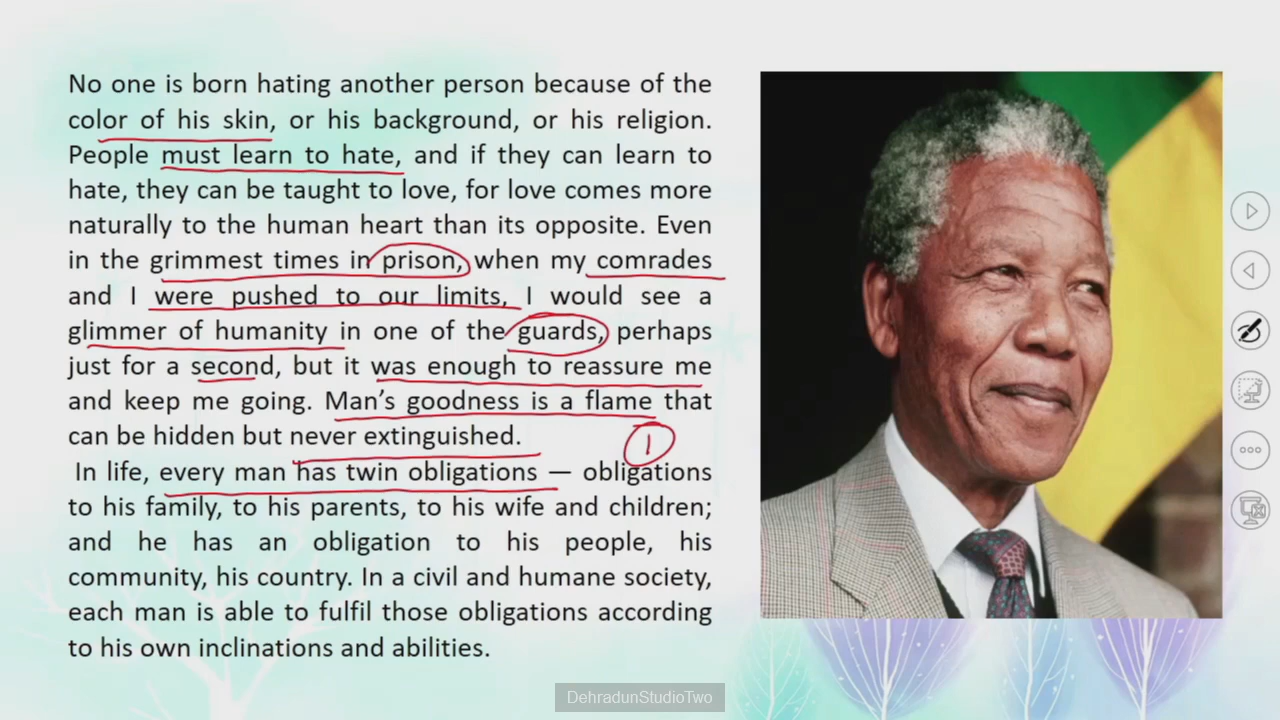 No one is born hating another person because of the
color of his skin, or his background, or his religion.
People must learn to hate, and if they can learn to
hate, they can be taught to love, for love comes more
naturally to the human heart than its opposite. Even
in the grimmest times in prison, when my comrades
and I were pushed to our limits, I would see a
glimmer of humanity in one of the guards, perhaps
just for a second, but it was enough to reassure me
and keep me going. Man’s goodness is a flame that
can be hidden but never extinguished.
1
In life, every man has twin obligations — obligations
to his family, to his parents, to his wife and children;
and he has an obligation to his people, his
community, his country. In a civil and humane society,
each man is able to fulfil those obligations according
to his own inclinations and abilities.
DehradunStudioTwo